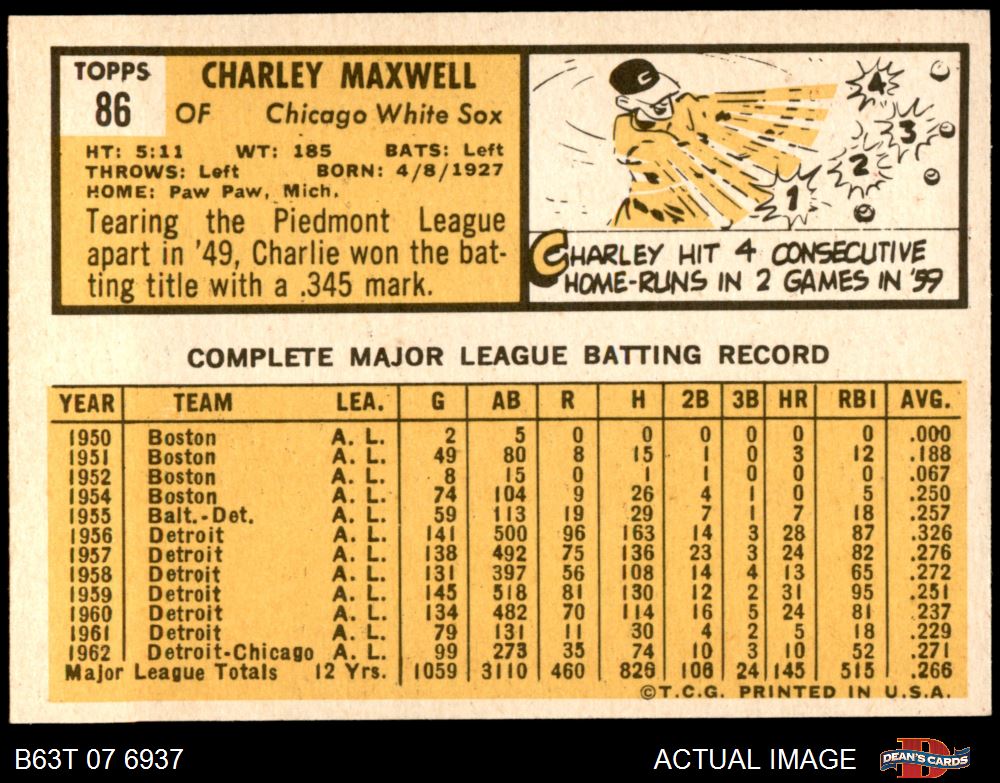 TOPPS
86
CHARLEY MAXWELL
OF Chicago White Sox
HT: 5:11 WT: 185 BATS: Left
THROWS: Left BORN: 4/8/1927
HOME: Paw Paw, Mich.
Tearing the Piedmont League
apart in '49, Charlie won the bat-
ting title with a .345 mark.
C
1
2
3
4
CHARLEY HIT 4 CONSECUTIVE
HOME-RUNS IN 2 GAMES IN '59
COMPLETE MAJOR LEAGUE BATTING RECORD
YEAR TEAM LEA. G AB R H 2B 3B HR RBI AVG.
1950 Boston A. L. 2 5 0 0 0 0 0 0 .000
1951 Boston A. L. 49 80 8 15 1 0 3 12 .188
1952 Boston A. L. 8 15 0 1 1 0 0 0 .067
1954 Boston A. L. 74 104 9 26 4 1 0 5 .250
1955 Balt.-Det. A. L. 59 113 19 29 7 1 7 18 .257
1956 Detroit A. L. 141 500 96 163 14 3 28 87 .326
1957 Detroit A. L. 138 492 75 136 23 3 24 82 .276
1958 Detroit A. L. 131 397 56 108 14 4 13 65 .272
1959 Detroit A. L. 145 518 81 130 12 2 31 95 .251
1960 Detroit A. L. 134 482 70 114 16 5 24 81 .237
1961 Detroit A. L. 79 131 11 30 4 2 5 18 .229
1962 Detroit-Chicago A. L. 99 273 35 74 10 3 10 52 .271
Major League Totals 12 Yrs. 1059 3110 460 826 106 24 145 515 .266
©T.C.G. PRINTED IN U.S.A.
B63T 07 6937 ACTUAL IMAGE DEAN'S CARDS